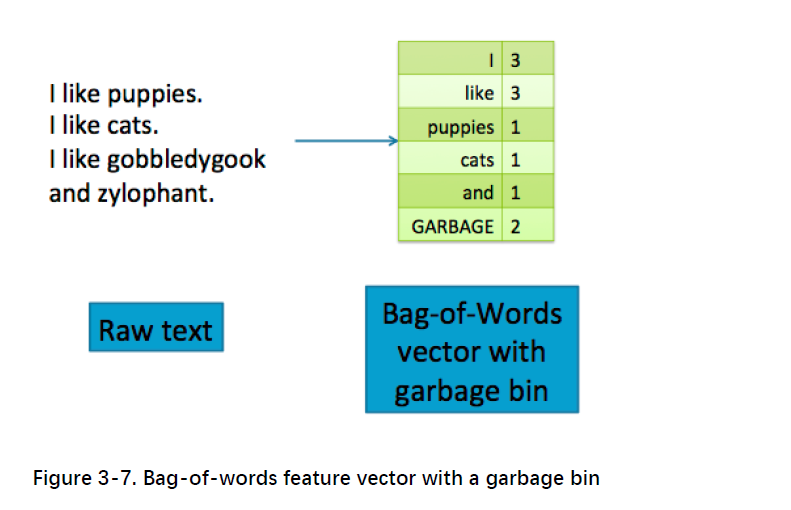 I like puppies.
I like cats.
I like gobbledygook
and zylophant.
I 3
like 3
puppies 1
cats 1
and 1
GARBAGE 2
Raw text
Bag-of-Words
vector with
garbage bin
Figure 3-7. Bag-of-words feature vector with a garbage bin